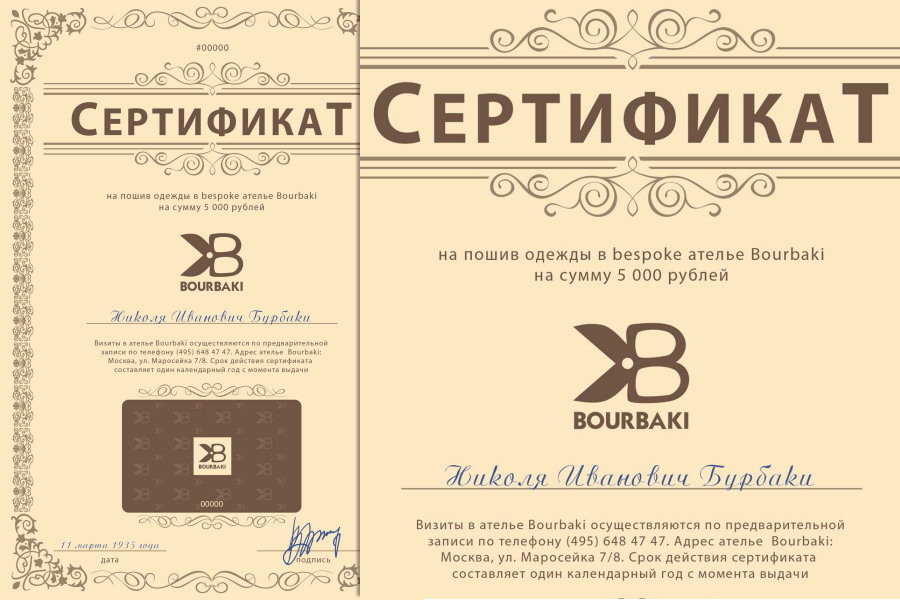 #00000
СЕРТИФИКАТ
на пошив одежды в bespoke ателье Bourbaki
на сумму 5 000 рублей
BOURBAKI
Николя Иванович Бурбаки
Визиты в ателье Bourbaki осуществляются по предварительной
записи по телефону (495) 648 47 47. Адрес ателье Bourbaki:
Москва, ул. Маросейка 7/8. Срок действия сертификата
составляет один календарный год с момента выдачи
BOURBAKI
00000
11 марта 1935 года
дата
подпись
СЕРТИФИКАТ
на пошив одежды в bespoke ателье Bourbaki
на сумму 5 000 рублей
BOURBAKI
Николя Иванович Бурбаки
Визиты в ателье Bourbaki осуществляются по предварительной
записи по телефону (495) 648 47 47. Адрес ателье Bourbaki:
Москва, ул. Маросейка 7/8. Срок действия сертификата
составляет один календарный год с момента выдачи